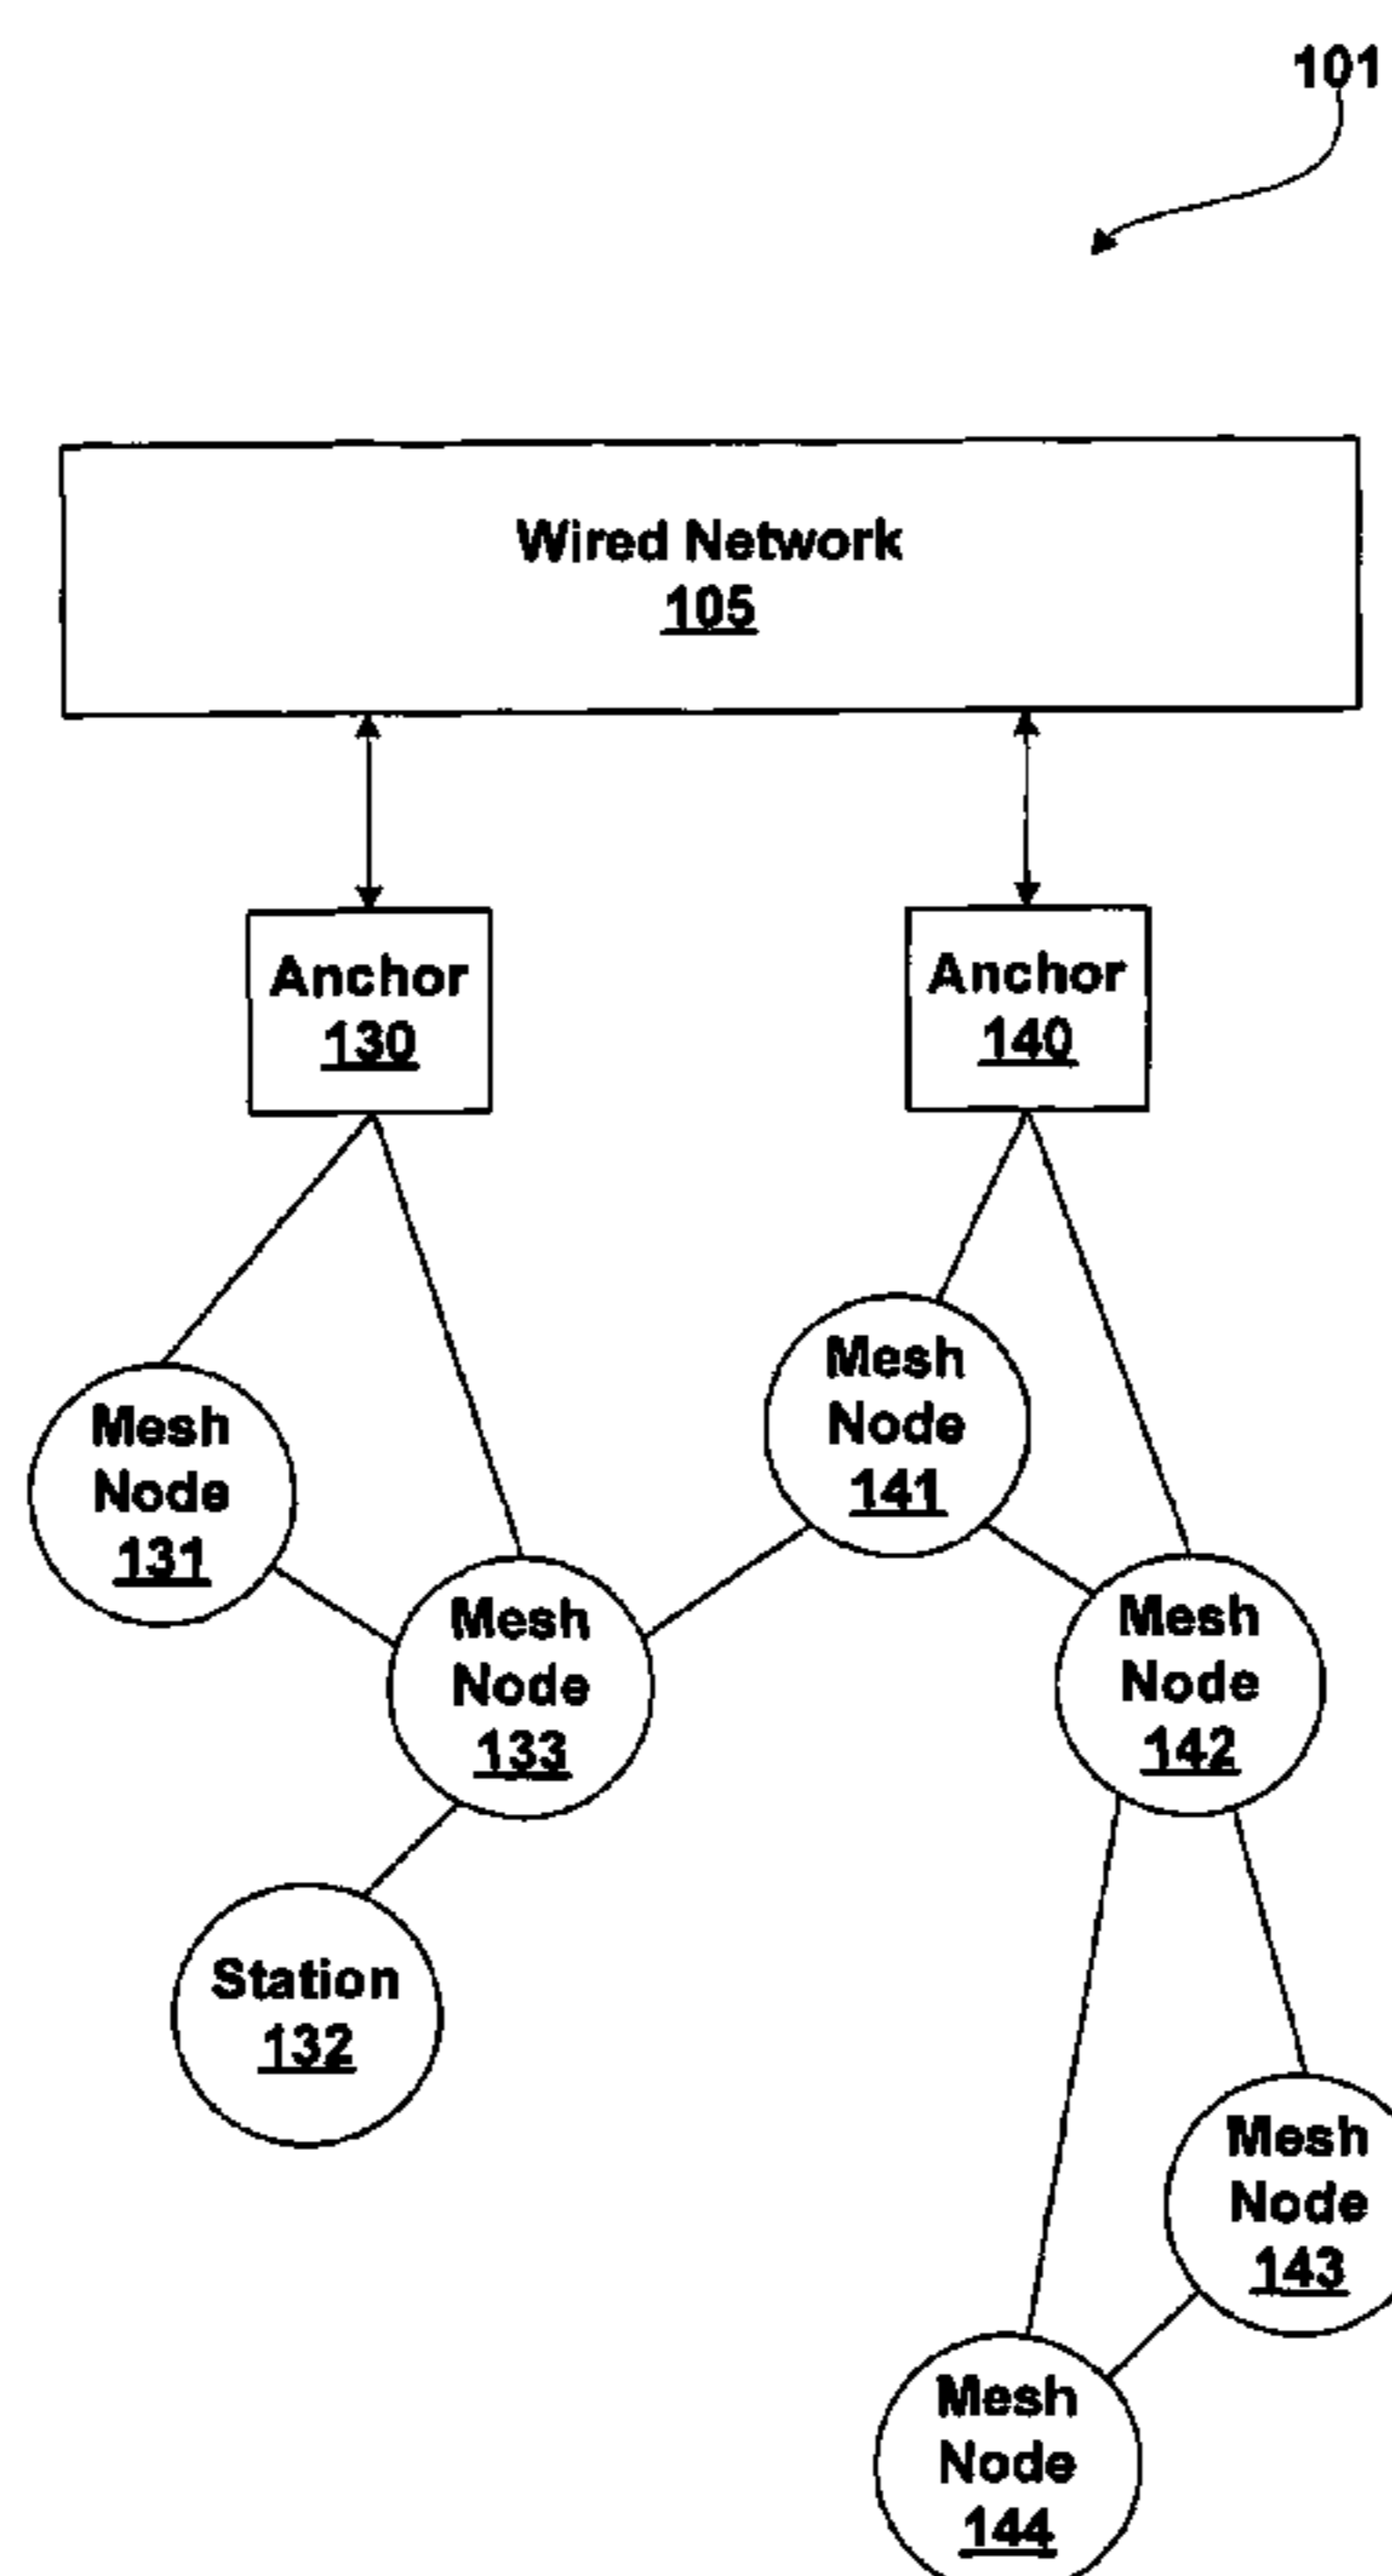 101
Wired Network
105
Anchor
130
Anchor
140
Mesh
Node
141
Mesh
Node
131
Mesh
Node
133
Mesh
Node
142
Station
132
Mesh
Node
143
Mesh
Node
144